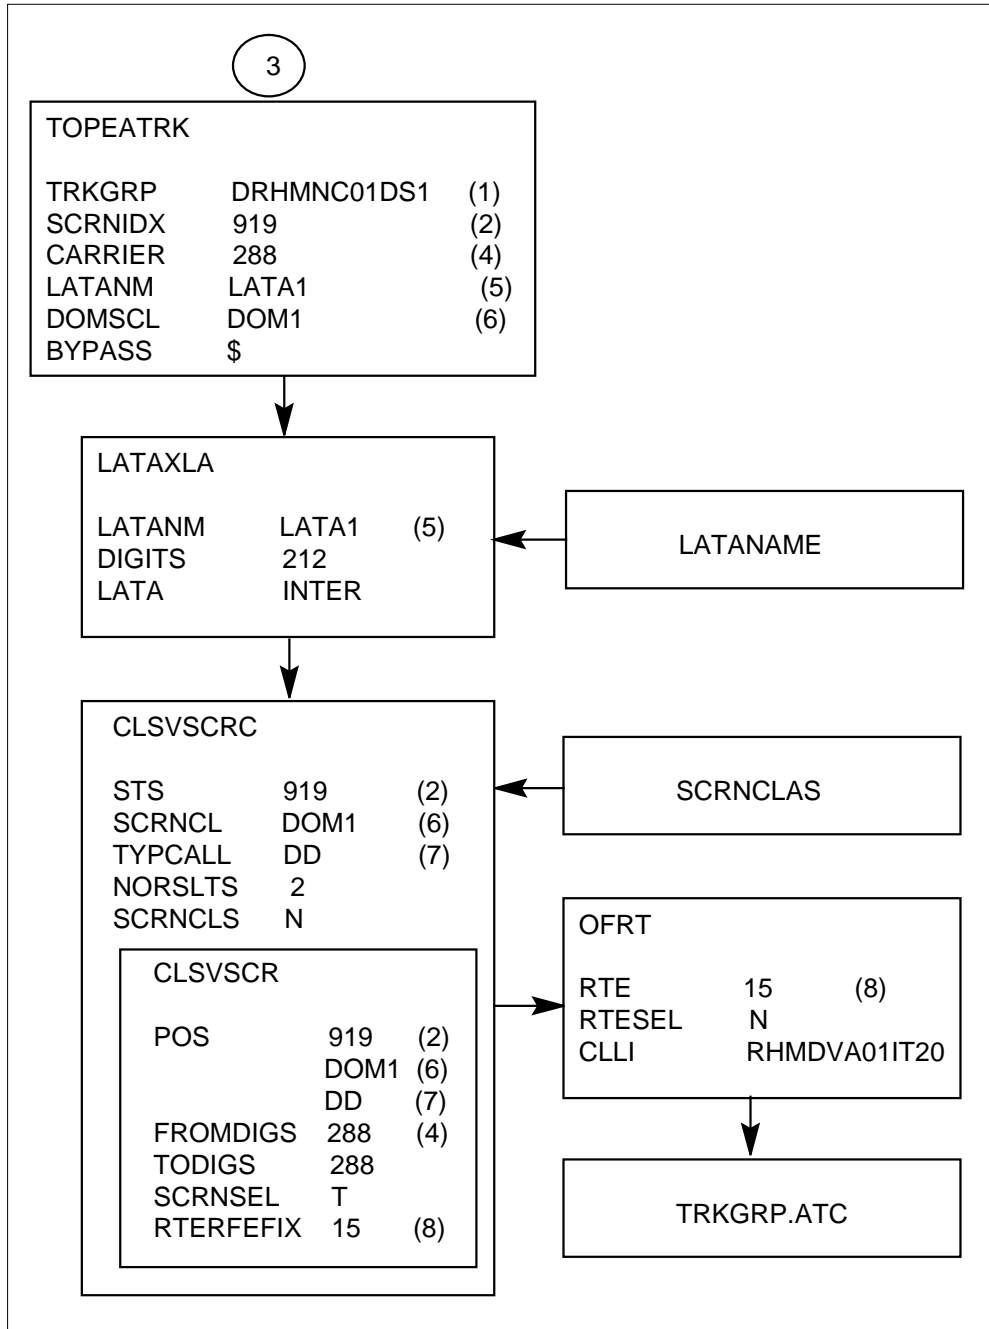 3
TOPEATRK
TRKGRP DRHMNC01DS1 (1)
SCRNIDX 919 (2)
CARRIER 288 (4)
LATANM LATA1 (5)
DOMSCL DOM1 (6)
BYPASS $
LATAXLA
LATANM LATA1 (5)
DIGITS 212
LATA INTER
LATANAME
CLSVSCRC
STS 919 (2)
SCRNCL DOM1 (6)
TYPCALL DD (7)
NORSLTS 2
SCRNCLS N
SCRNCLAS
CLSVSCR
POS 919 (2)
DOM1 (6)
DD (7)
FROMDIGS 288 (4)
TODIGS 288
SCRNSEL T
RTERFEFIX 15 (8)
OFRT
RTE 15 (8)
RTESEL N
CLLI RHMDVA01IT20
TRKGRP.ATC